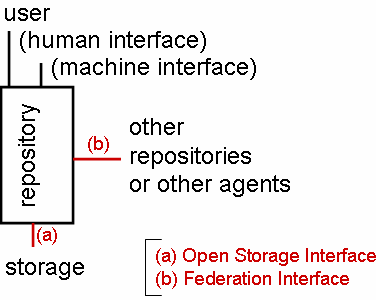 user
(human interface)
(machine interface)
repository
(b)
other
repositories
or other agents
(a)
storage
(a) Open Storage Interface
(b) Federation Interface